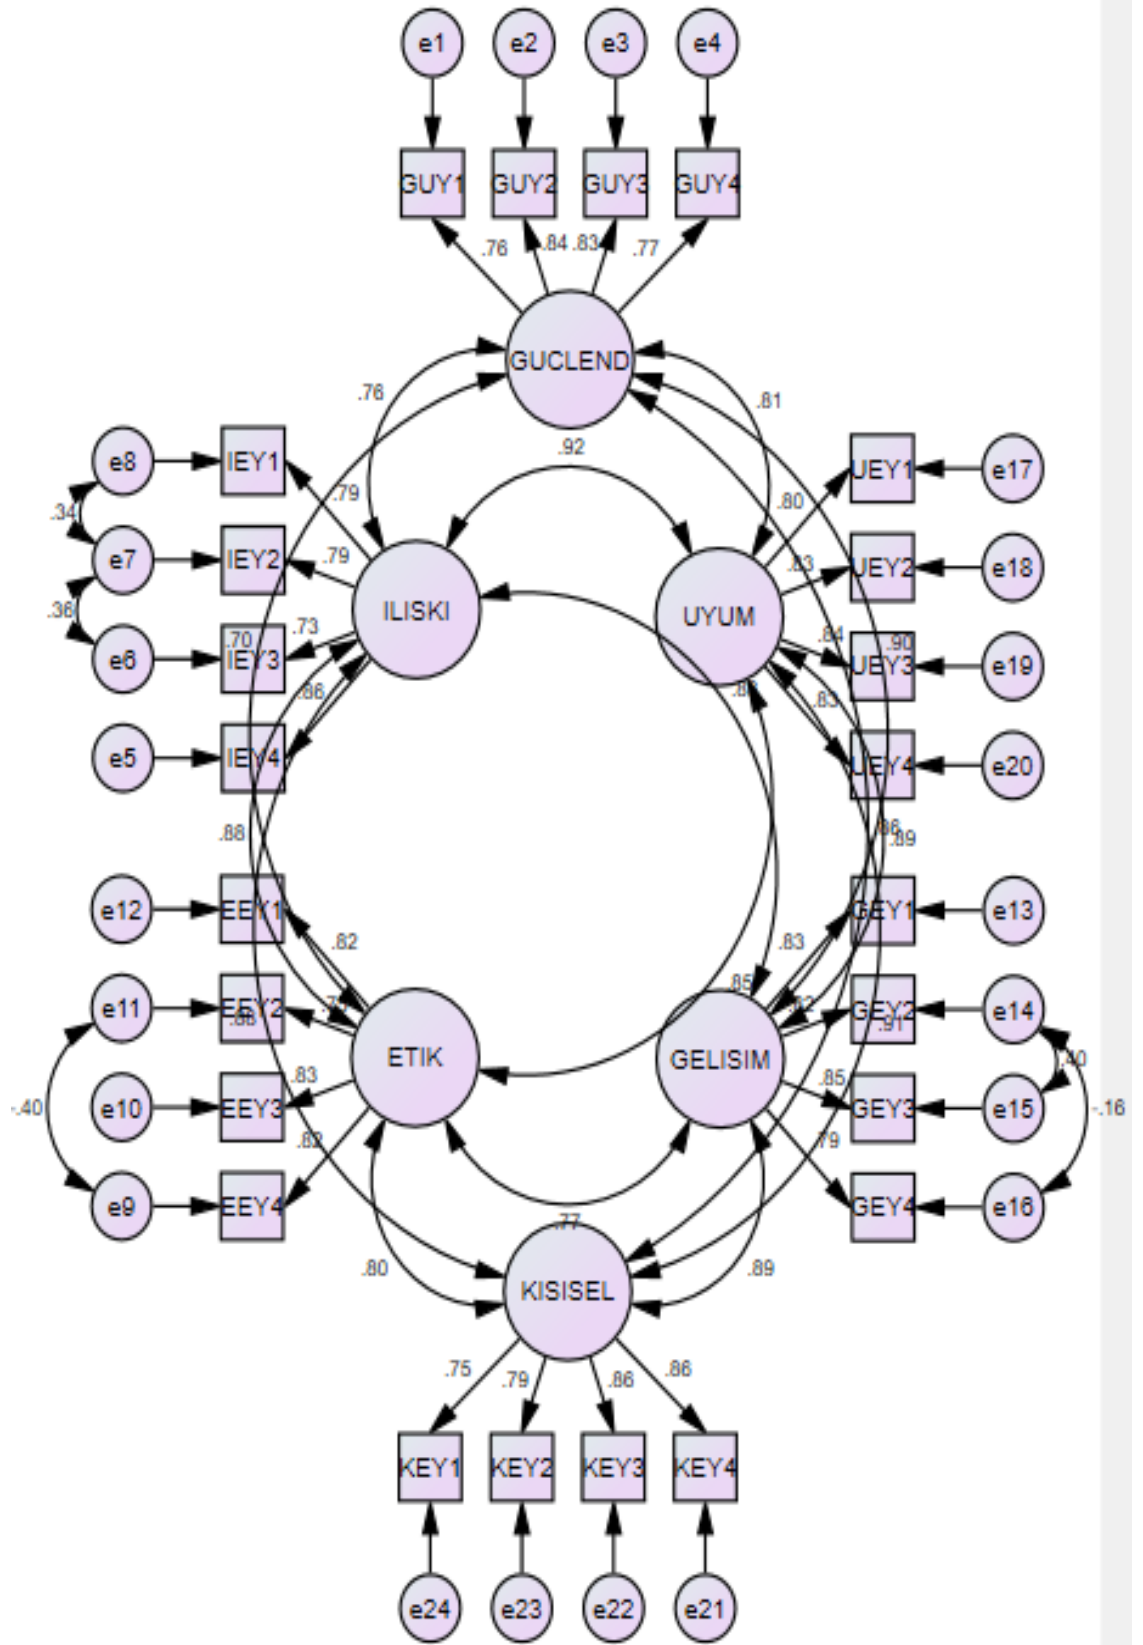 e1 e2 e3 e4
GUY1 GUY2 GUY3 GUY4
.76 .84 .83 .77
GUCLEND
.76 .81
.92
e8 IEY1 UEY1 e17
.79 .80
.34
e7 IEY2 .79 .83 UEY2 e18
ILISKI UYUM
.36
e6 IEY3 .70 .73 .84 .90 UEY3 e19
.86 .83
e5 IEY4 UEY4 e20
.88 .86 .89
e12 EEY1 GEY1 e13
.82 .83
.85 .82
e11 EEY2 GEY2 e14
.86 .91
ETIK GELISIM
.40
.83 .85
-.40 e10 EEY3 GEY3 e15 -.16
.82 .79
e9 EEY4 GEY4 e16
.77
.80 .89
KISISEL
.75 .79 .86 .86
KEY1 KEY2 KEY3 KEY4
e24 e23 e22 e21